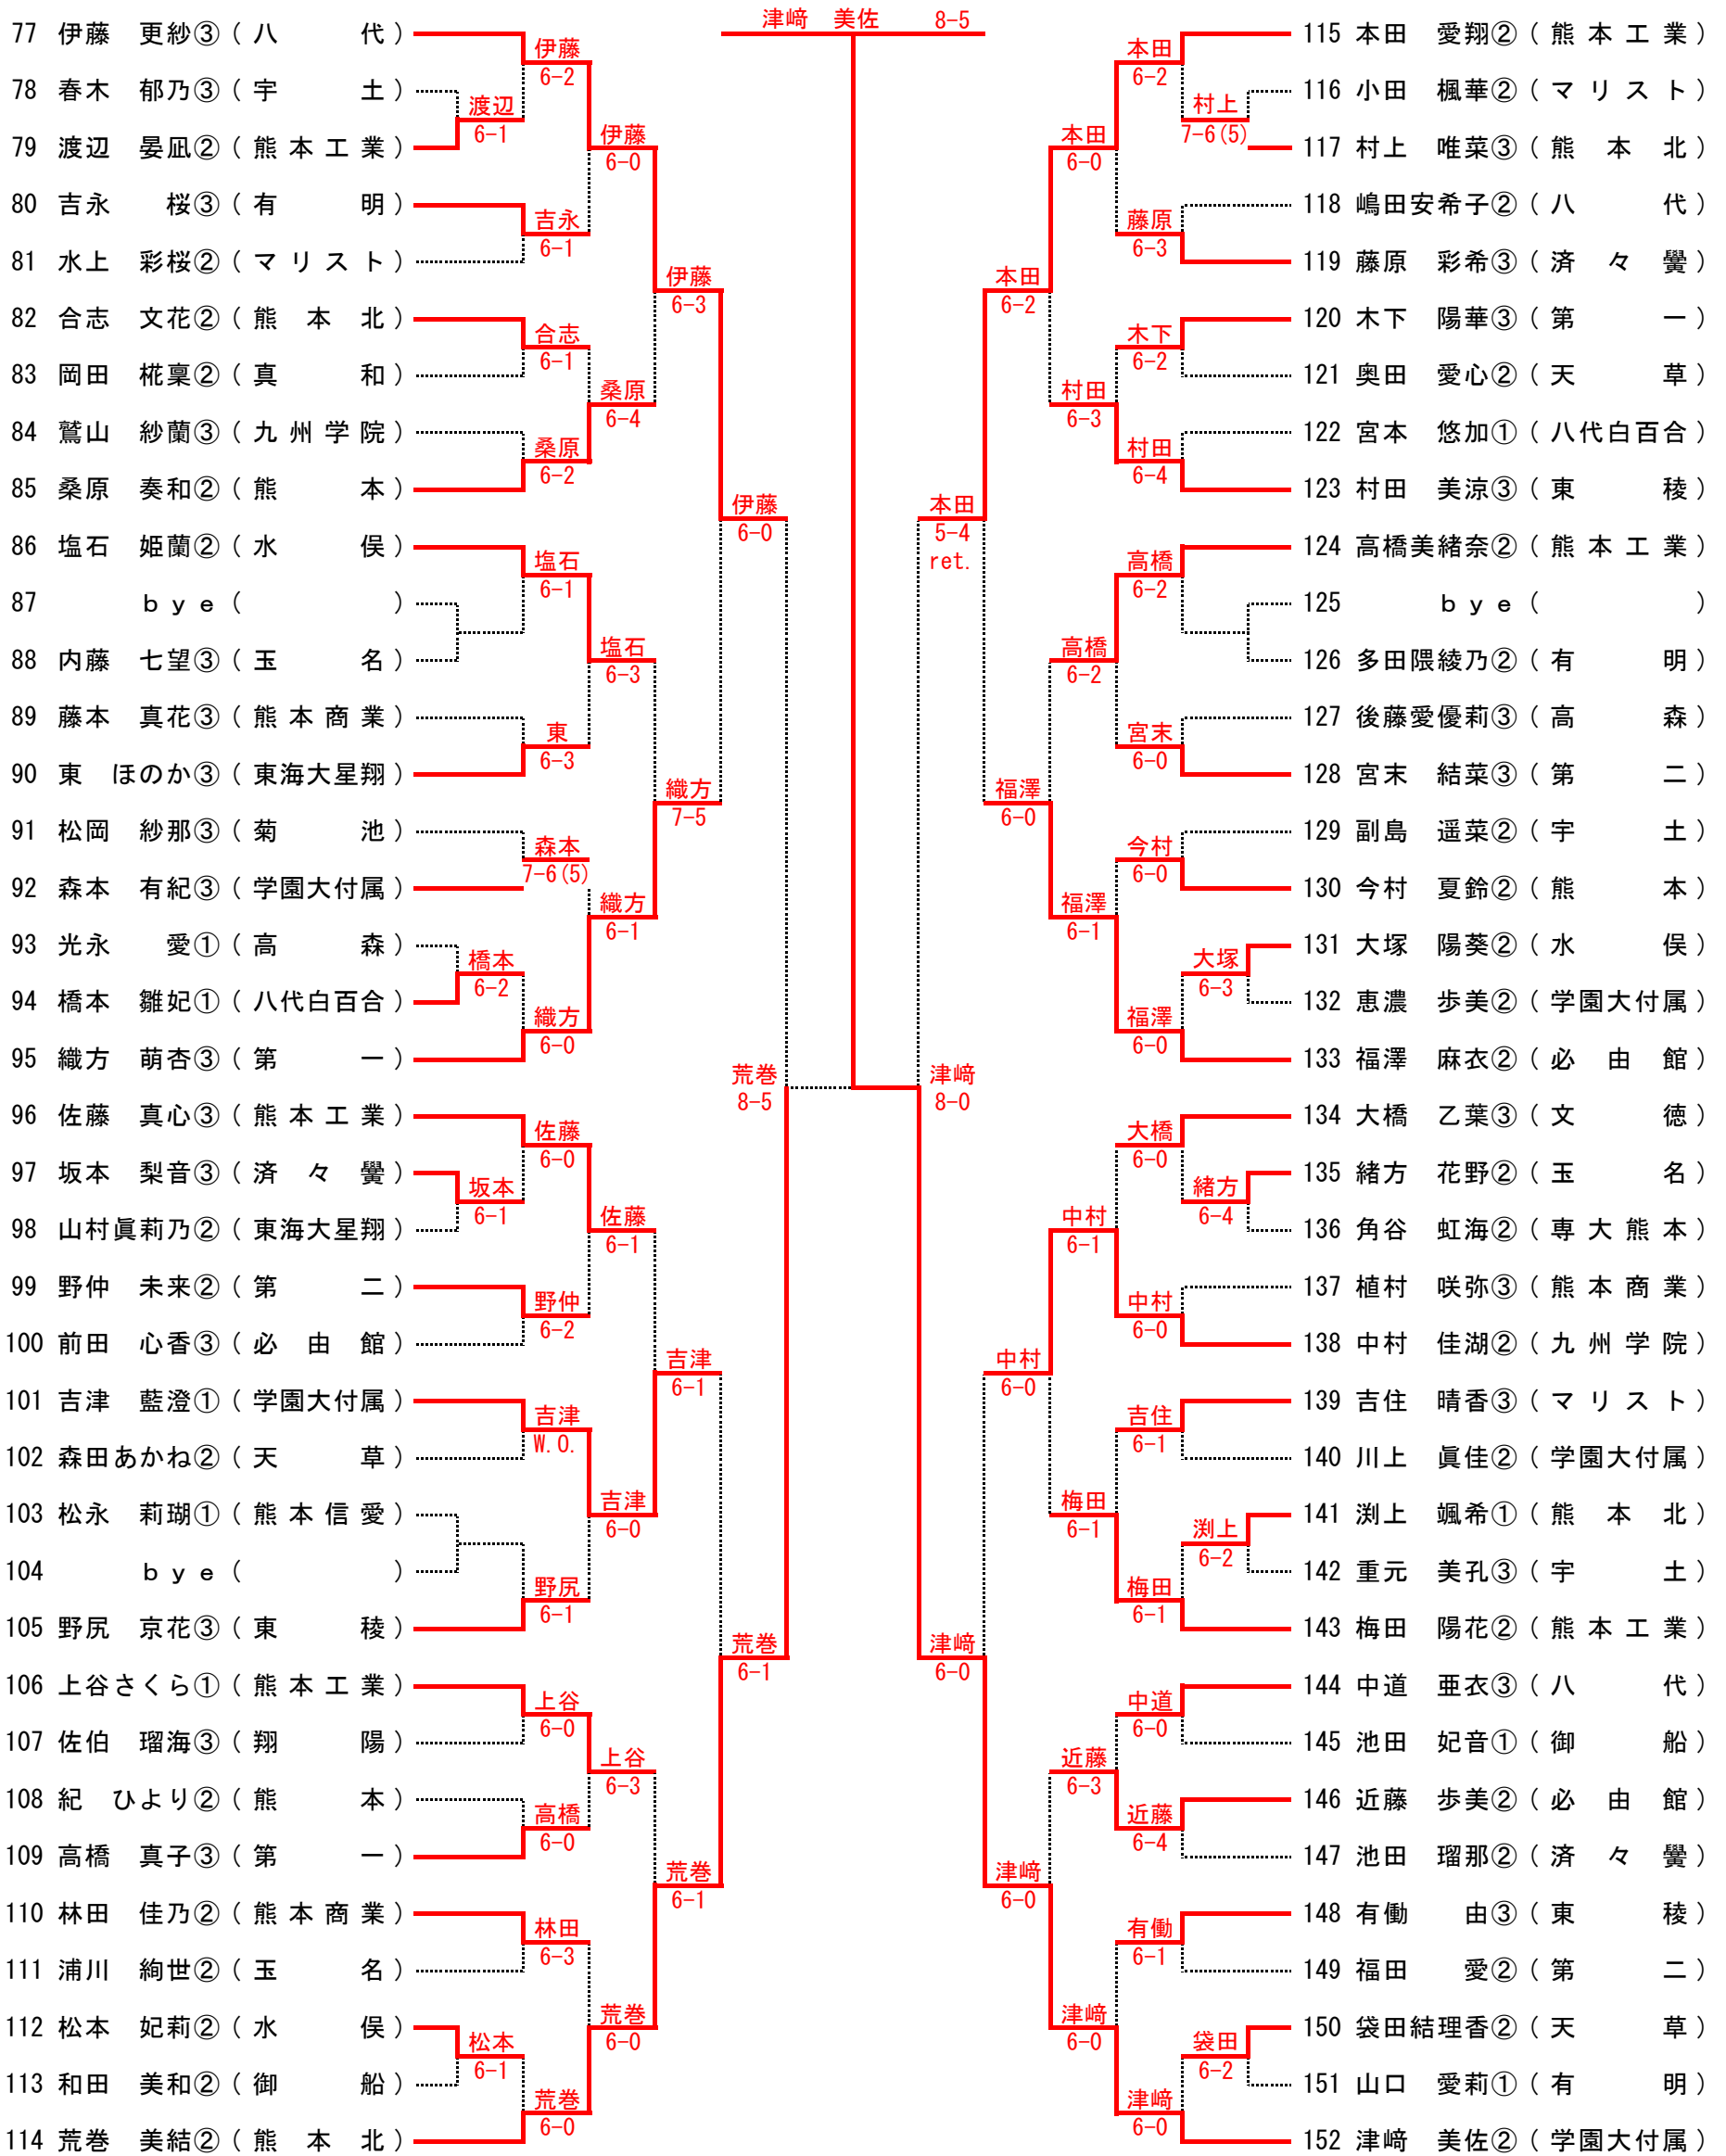 津﨑 美佐 8-5
77 伊藤 更紗③ ( 八 代 )
78 春木 郁乃③ ( 宇 土 )
79 渡辺 晏凪② ( 熊本工業 )
80 吉永 桜③ ( 有 明 )
81 水上 彩桜② ( マリスト )
82 合志 文花② ( 熊 本 北 )
83 岡田 椛稟② ( 真 和 )
84 鷲山 紗蘭③ ( 九州学院 )
85 桑原 奏和② ( 熊 本 )
86 塩石 姫蘭② ( 水 俣 )
87 bye ( )
88 内藤 七望③ ( 玉 名 )
89 藤本 真花③ ( 熊本商業 )
90 東 ほのか③ ( 東海大星翔 )
91 松岡 紗那③ ( 菊 池 )
92 森本 有紀③ ( 学園大付属 )
93 光永 愛① ( 高 森 )
94 橋本 雛妃① ( 八代白百合 )
95 織方 萌杏③ ( 第 一 )
96 佐藤 真心③ ( 熊本工業 )
97 坂本 梨音③ ( 済 々 黌 )
98 山村眞莉乃② ( 東海大星翔 )
99 野仲 未来② ( 第 二 )
100 前田 心香③ ( 必 由 館 )
101 吉津 藍澄① ( 学園大付属 )
102 森田あかね② ( 天 草 )
103 松永 莉瑚① ( 熊本信愛 )
104 bye ( )
105 野尻 京花③ ( 東 稜 )
106 上谷さくら① ( 熊本工業 )
107 佐伯 瑠海③ ( 翔 陽 )
108 紀 ひより② ( 熊 本 )
109 高橋 真子③ ( 第 一 )
110 林田 佳乃② ( 熊本商業 )
111 浦川 絢世② ( 玉 名 )
112 松本 妃莉② ( 水 俣 )
113 和田 美和② ( 御 船 )
114 荒巻 美結② ( 熊 本 北 )
渡辺
6-1
橋本
6-2
坂本
6-1
松本
6-1
伊藤
6-2
吉永
6-1
合志
6-1
桑原
6-2
塩石
6-1
東
6-3
森本
7-6(5)
織方
6-0
佐藤
6-0
野仲
6-2
吉津
W.O.
野尻
6-1
上谷
6-0
高橋
6-0
林田
6-3
荒巻
6-0
伊藤
6-0
桑原
6-4
塩石
6-3
織方
6-1
佐藤
6-1
吉津
6-0
上谷
6-3
荒巻
6-0
伊藤
6-3
織方
7-5
吉津
6-1
荒巻
6-1
伊藤
6-0
荒巻
6-1
荒巻
8-5
津﨑
8-0
本田
5-4
ret.
津﨑
6-0
本田
6-2
福澤
6-0
中村
6-0
津﨑
6-0
本田
6-0
村田
6-3
高橋
6-2
福澤
6-1
中村
6-1
梅田
6-1
近藤
6-3
津﨑
6-0
本田
6-2
藤原
6-3
木下
6-2
村田
6-4
高橋
6-2
宮末
6-0
今村
6-0
福澤
6-0
大橋
6-0
中村
6-0
吉住
6-1
梅田
6-1
中道
6-0
近藤
6-4
有働
6-1
津﨑
6-0
村上
7-6(5)
大塚
6-3
緒方
6-4
渕上
6-2
袋田
6-2
115 本田 愛翔② ( 熊本工業 )
116 小田 楓華② ( マリスト )
117 村上 唯菜③ ( 熊 本 北 )
118 嶋田安希子② ( 八 代 )
119 藤原 彩希③ ( 済 々 黌 )
120 木下 陽華③ ( 第 一 )
121 奥田 愛心② ( 天 草 )
122 宮本 悠加① ( 八代白百合 )
123 村田 美涼③ ( 東 稜 )
124 高橋美緒奈② ( 熊本工業 )
125 bye ( )
126 多田隈綾乃② ( 有 明 )
127 後藤愛優莉③ ( 高 森 )
128 宮末 結菜③ ( 第 二 )
129 副島 遥菜② ( 宇 土 )
130 今村 夏鈴② ( 熊 本 )
131 大塚 陽葵② ( 水 俣 )
132 恵濃 歩美② ( 学園大付属 )
133 福澤 麻衣② ( 必 由 館 )
134 大橋 乙葉③ ( 文 徳 )
135 緒方 花野② ( 玉 名 )
136 角谷 虹海② ( 専大熊本 )
137 植村 咲弥③ ( 熊本商業 )
138 中村 佳湖② ( 九州学院 )
139 吉住 晴香③ ( マリスト )
140 川上 眞佳② ( 学園大付属 )
141 渕上 颯希① ( 熊 本 北 )
142 重元 美孔③ ( 宇 土 )
143 梅田 陽花② ( 熊本工業 )
144 中道 亜衣③ ( 八 代 )
145 池田 妃音① ( 御 船 )
146 近藤 歩美② ( 必 由 館 )
147 池田 瑠那② ( 済 々 黌 )
148 有働 由③ ( 東 稜 )
149 福田 愛② ( 第 二 )
150 袋田結理香② ( 天 草 )
151 山口 愛莉① ( 有 明 )
152 津﨑 美佐② ( 学園大付属 )